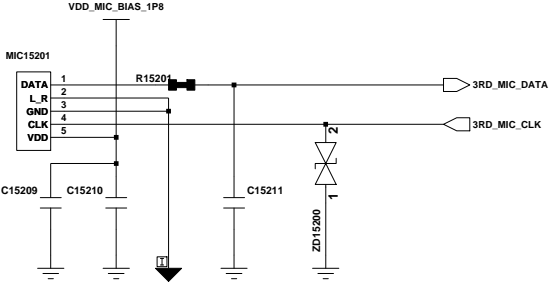 VDD_MIC_BIAS_1P8
MIC15201
DATA 1 R15201 3RD_MIC_DATA
L_R 2
GND 3
CLK 4 3RD_MIC_CLK
VDD 5
2
C15209 C15210 C15211
1
ZD15200
I